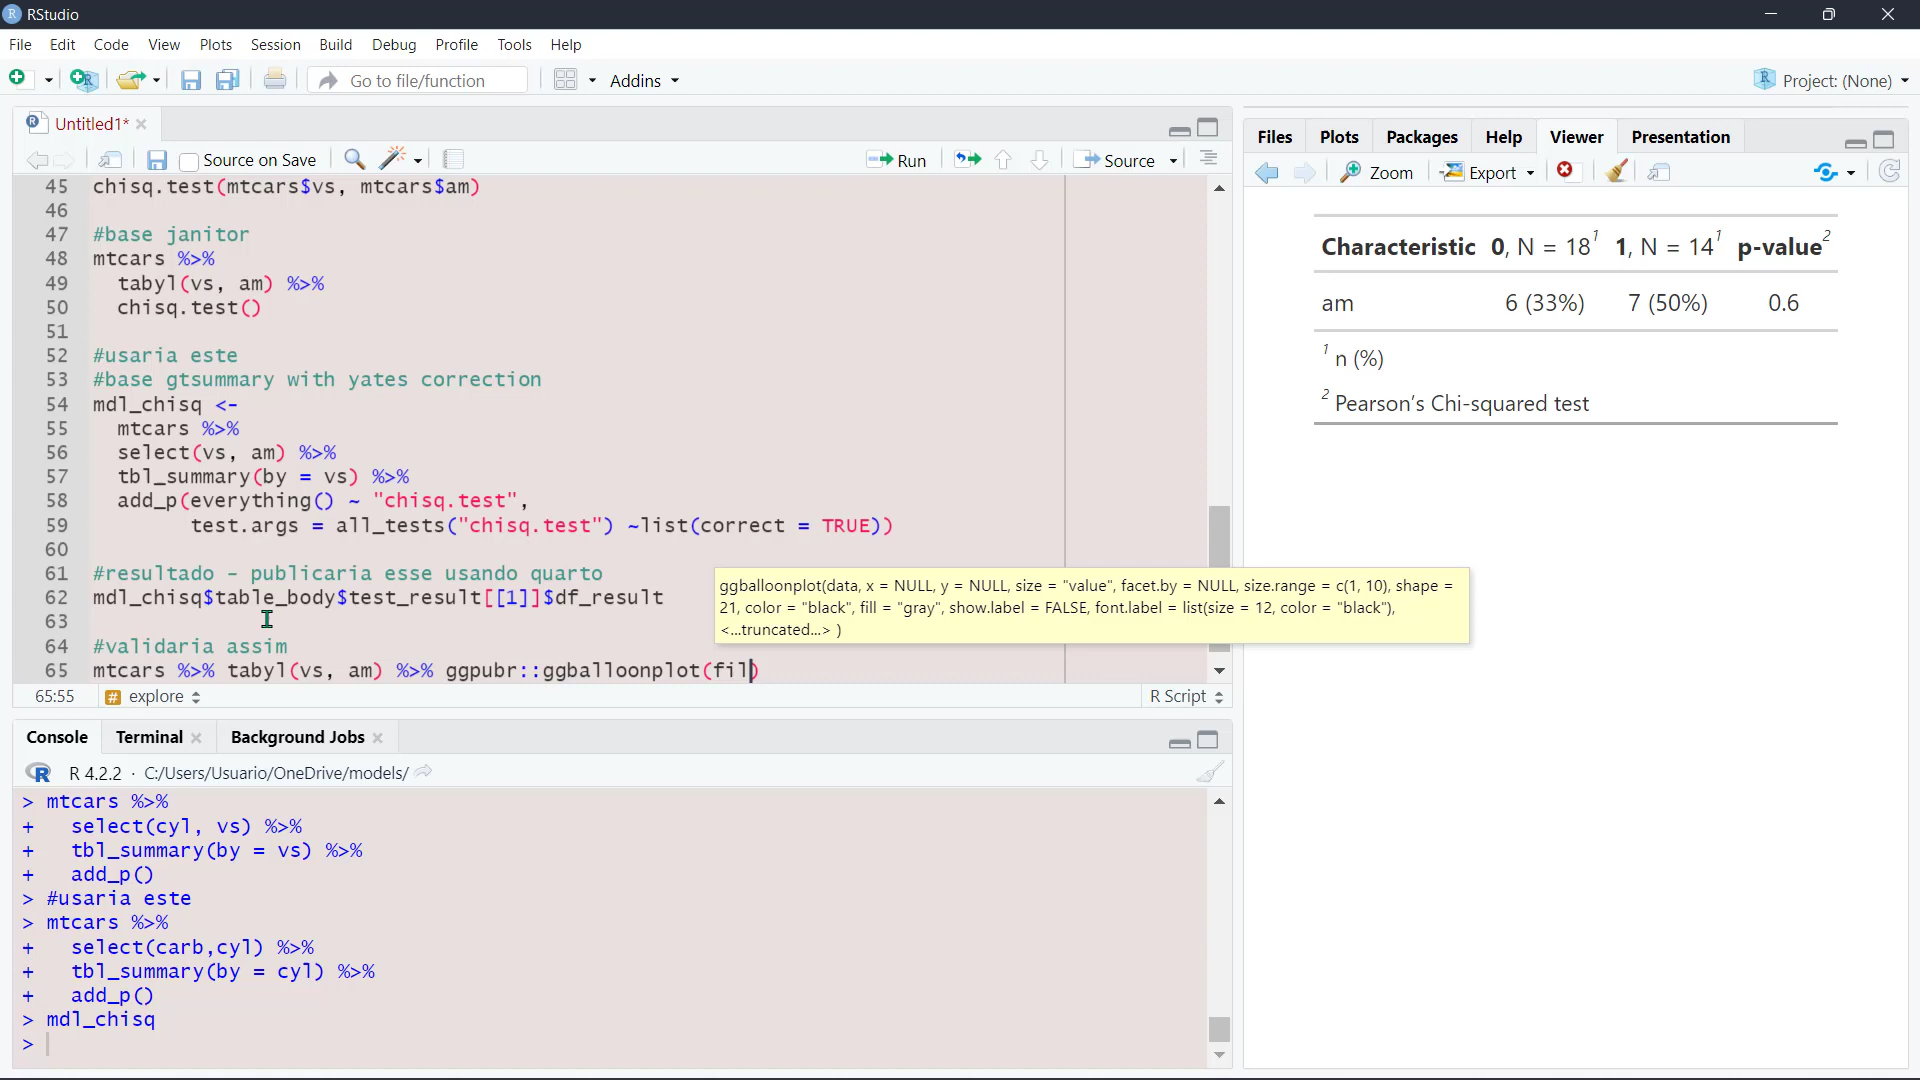 RStudio
File Edit Code View Plots Session Build Debug Profile Tools Help
Go to file/function Addins Project: (None)
Untitled1*
Source on Save Run Source
45 chisq.test(mtcars$vs, mtcars$am)
46
47 #base janitor
48 mtcars %>%
49 tabyl(vs, am) %>%
50 chisq.test()
51
52 #usaria este
53 #base gtsummary with yates correction
54 mdl_chisq <-
55 mtcars %>%
56 select(vs, am) %>%
57 tbl_summary(by = vs) %>%
58 add_p(everything() ~ "chisq.test",
59 test.args = all_tests("chisq.test") ~list(correct = TRUE))
60
61 #resultado - publicaria esse usando quarto
62 mdl_chisq$table_body$test_result[[1]]$df_result
63
64 #validaria assim
65 mtcars %>% tabyl(vs, am) %>% ggpubr::ggballoonplot(fil)
ggballoonplot(data, x = NULL, y = NULL, size = "value", facet.by = NULL, size.range = c(1, 10), shape =
21, color = "black", fill = "gray", show.label = FALSE, font.label = list(size = 12, color = "black"),
<...truncated...> )
65:55 # explore R Script
Console Terminal Background Jobs
R 4.2.2 · C:/Users/Usuario/OneDrive/models/
> mtcars %>%
+ select(cyl, vs) %>%
+ tbl_summary(by = vs) %>%
+ add_p()
> #usaria este
> mtcars %>%
+ select(carb,cyl) %>%
+ tbl_summary(by = cyl) %>%
+ add_p()
> mdl_chisq
>
Files Plots Packages Help Viewer Presentation
Zoom Export
Characteristic 0, N = 18¹ 1, N = 14¹ p-value²
am 6 (33%) 7 (50%) 0.6
¹ n (%)
² Pearson's Chi-squared test